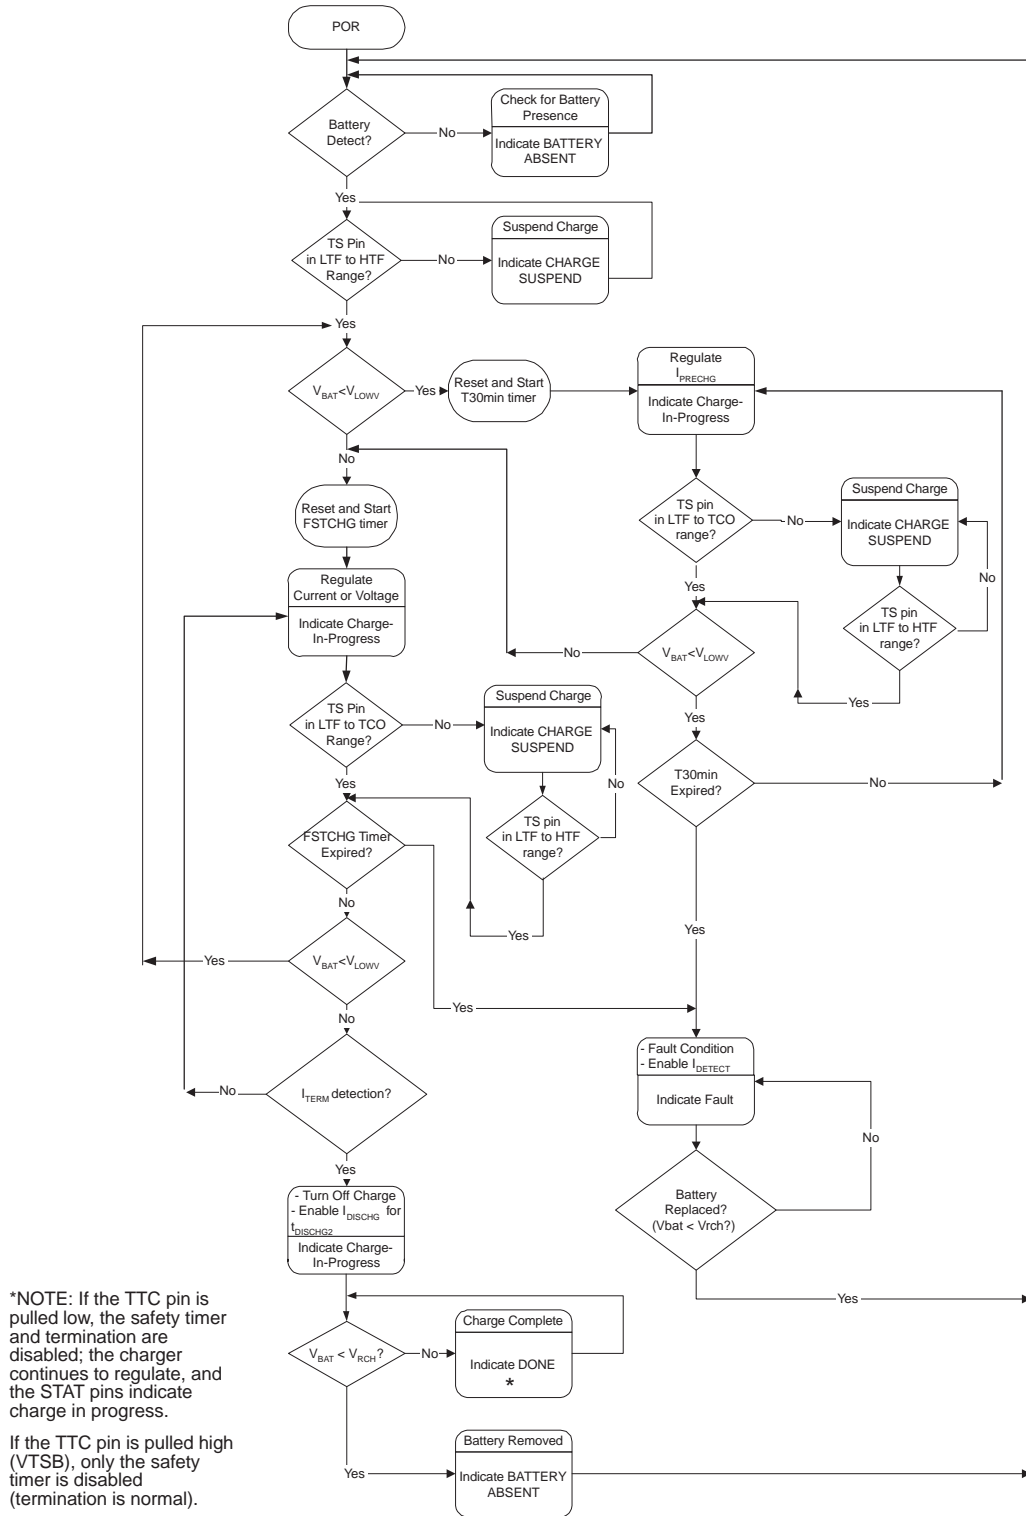 POR
Battery
Detect?
No
Check for Battery
Presence
Indicate BATTERY
ABSENT
Yes
TS Pin
in LTF to HTF
Range?
No
Suspend Charge
Indicate CHARGE
SUSPEND
Yes
V_BAT<V_LOWV
Yes
Reset and Start
T30min timer
Regulate
I_PRECHG
Indicate Charge-
In-Progress
No
Reset and Start
FSTCHG timer
TS pin
in LTF to TCO
range?
No
Suspend Charge
Indicate CHARGE
SUSPEND
No
TS pin
in LTF to HTF
range?
Yes
Yes
Regulate
Current or Voltage
Indicate Charge-
In-Progress
V_BAT<V_LOWV
No
Yes
TS Pin
in LTF to TCO
Range?
No
Suspend Charge
Indicate CHARGE
SUSPEND
No
TS pin
in LTF to HTF
range?
Yes
T30min
Expired?
No
Yes
Yes
FSTCHG Timer
Expired?
Yes
No
V_BAT<V_LOWV
Yes
No
I_TERM detection?
No
Yes
- Fault Condition
- Enable I_DETECT
Indicate Fault
No
Battery
Replaced?
(Vbat < Vrch?)
Yes
- Turn Off Charge
- Enable I_DISCHG for
t_DISCHG2
Indicate Charge-
In-Progress
V_BAT < V_RCH?
No
Charge Complete
Indicate DONE
*
Yes
Battery Removed
Indicate BATTERY
ABSENT
*NOTE: If the TTC pin is
pulled low, the safety timer
and termination are
disabled; the charger
continues to regulate, and
the STAT pins indicate
charge in progress.
If the TTC pin is pulled high
(VTSB), only the safety
timer is disabled
(termination is normal).